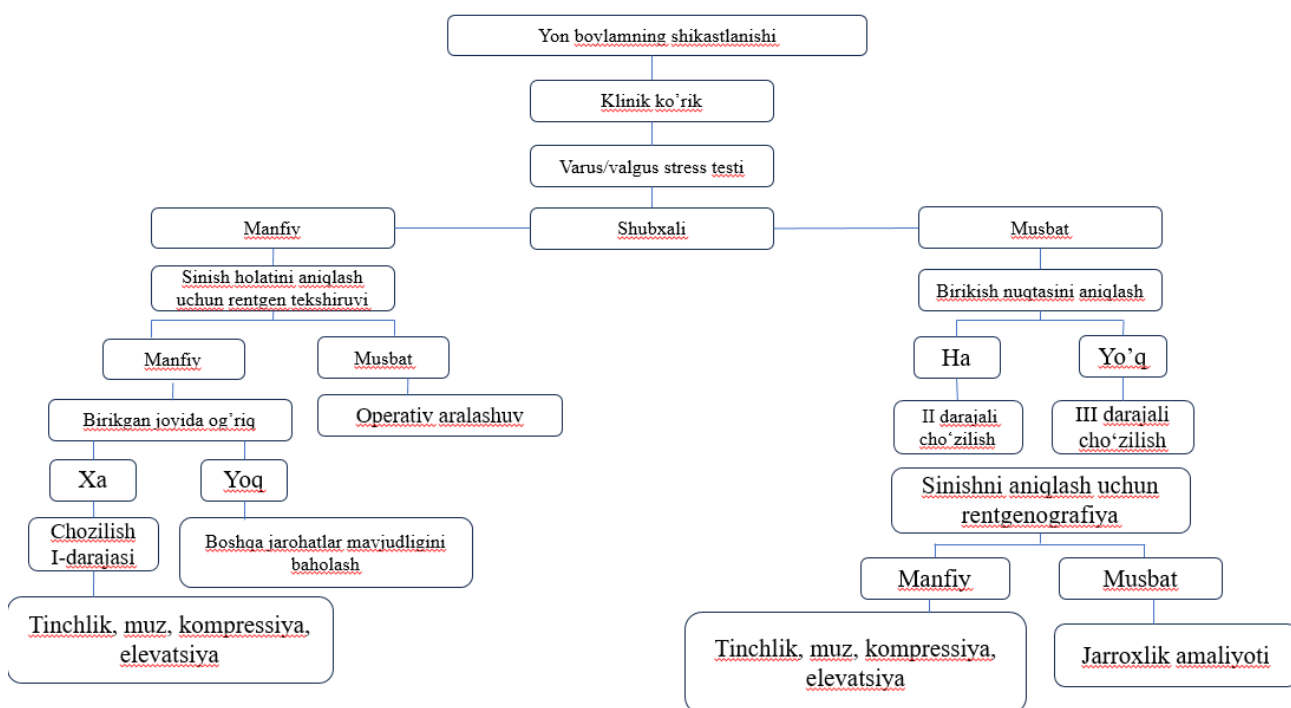 Yon boylamning shikastlanishi
Klinik ko’rik
Varus/valgus stress testi
Manfiy
Shubxali
Musbat
Sinish holatini aniqlash
uchun rentgen tekshiruvi
Birikish nuqtasini aniqlash
Manfiy
Musbat
Ha
Yo’q
Birikgan joyida og’riq
Operativ aralashuv
II darajali
cho‘zilish
III darajali
cho‘zilish
Xa
Yoq
Sinishni aniqlash uchun
rentgenografiya
Chozilish
I-darajasi
Boshqa jarohatlar mavjudligini
baholash
Manfiy
Musbat
Tinchlik, muz, kompressiya,
elevatsiya
Tinchlik, muz, kompressiya,
elevatsiya
Jarroxlik amaliyoti